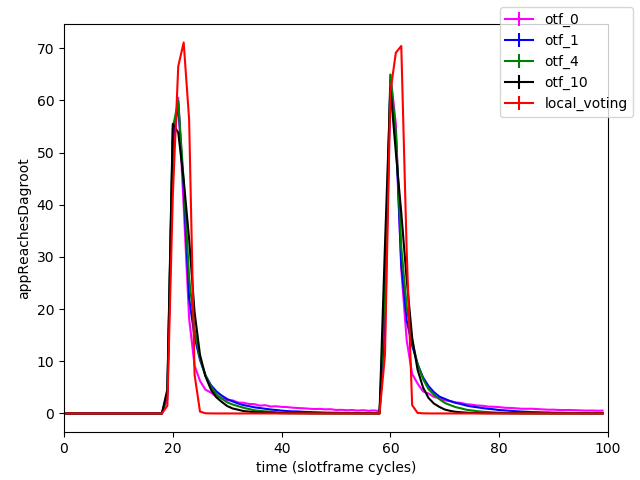 otf_0
otf_1
otf_4
otf_10
local_voting
appReachesDagroot
70
60
50
40
30
20
10
0
0 20 40 60 80 100
time (slotframe cycles)